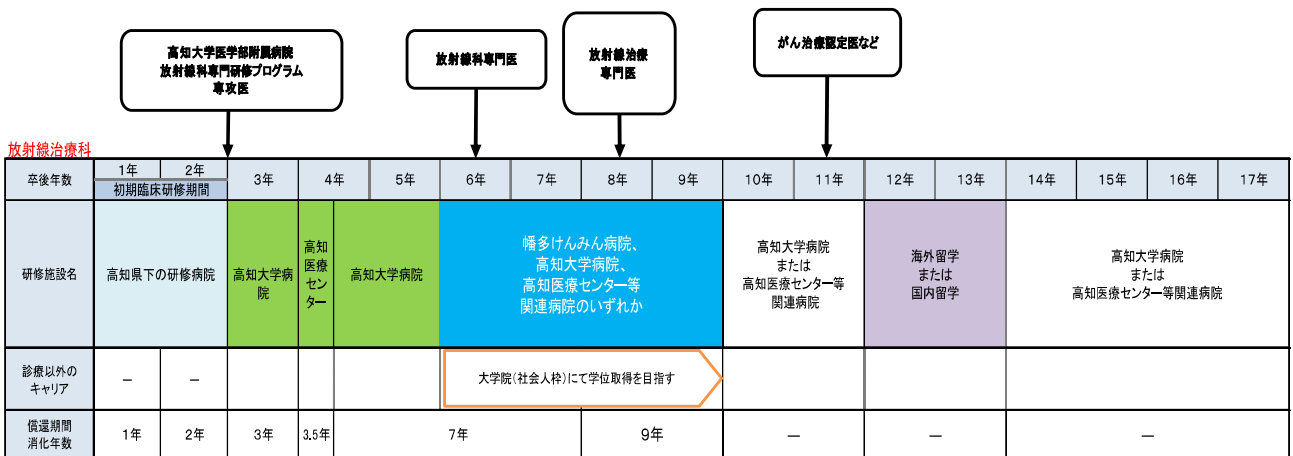 高知大学医学部附属病院
放射線科専門研修プログラム
専攻医
放射線科専門医
放射線治療
専門医
がん治療認定医など
放射線治療科
卒後年数
1年
2年
初期臨床研修期間
3年
4年
5年
6年
7年
8年
9年
10年
11年
12年
13年
14年
15年
16年
17年
研修施設名
高知県下の研修病院
高知大学病
院
高知
医療
セン
ター
高知大学病院
幡多けんみん病院、
高知大学病院、
高知医療センター等
関連病院のいずれか
高知大学病院
または
高知医療センター等
関連病院
海外留学
または
国内留学
高知大学病院
または
高知医療センター等関連病院
診療以外の
キャリア
－
－
大学院(社会人枠)にて学位取得を目指す
償還期間
消化年数
1年
2年
3年
3.5年
7年
9年
－
－
－